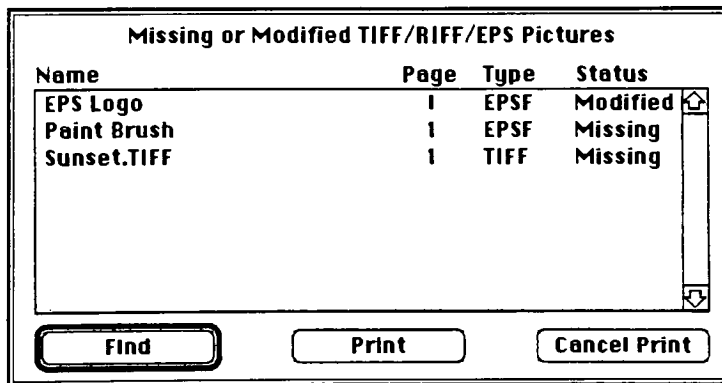 Missing or Modified TIFF/RIFF/EPS Pictures
Name Page Type Status
EPS Logo 1 EPSF Modified
Paint Brush 1 EPSF Missing
Sunset.TIFF 1 TIFF Missing
Find Print Cancel Print